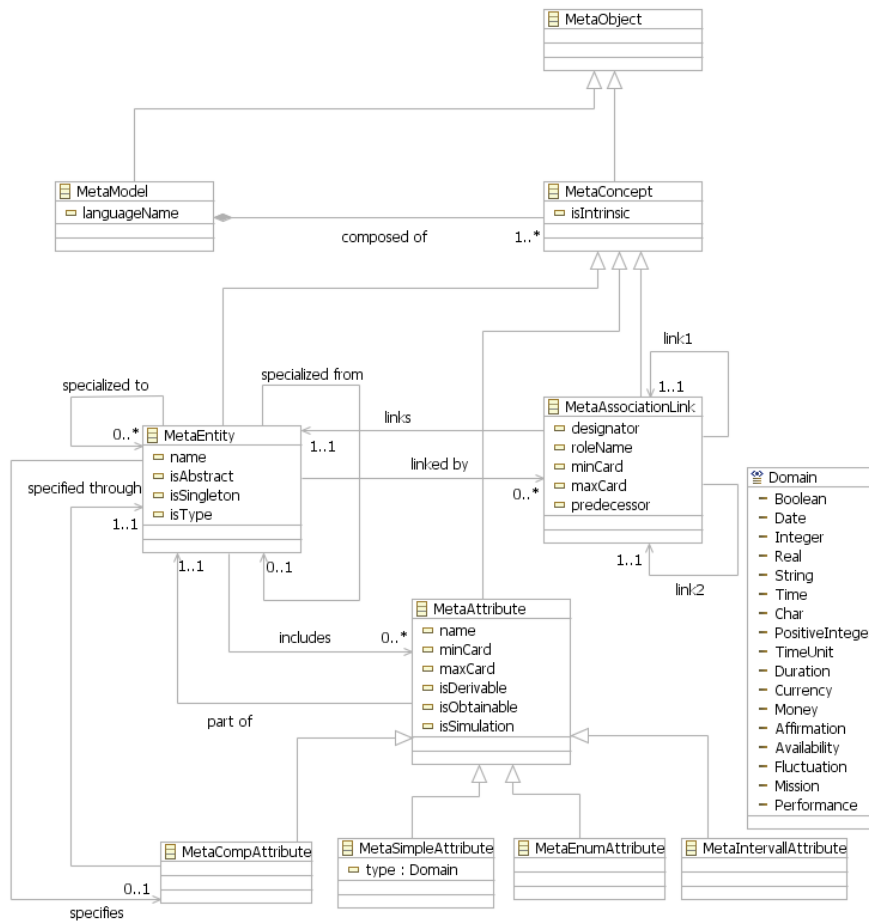 MetaObject
MetaModel
languageName
MetaConcept
isIntrinsic
composed of
1..*
link1
1..1
specialized to
specialized from
0..*
MetaEntity
name
isAbstract
isSingleton
isType
links
1..1
linked by
0..*
MetaAssociationLink
designator
roleName
minCard
maxCard
predecessor
specified through
1..1
1..1
0..1
1..1
link2
Domain
Boolean
Date
Integer
Real
String
Time
Char
PositiveIntege
TimeUnit
Duration
Currency
Money
Affirmation
Availability
Fluctuation
Mission
Performance
includes
0..*
part of
MetaAttribute
name
minCard
maxCard
isDerivable
isObtainable
isSimulation
MetaCompAttribute
0..1
specifies
MetaSimpleAttribute
type : Domain
MetaEnumAttribute
MetaIntervallAttribute